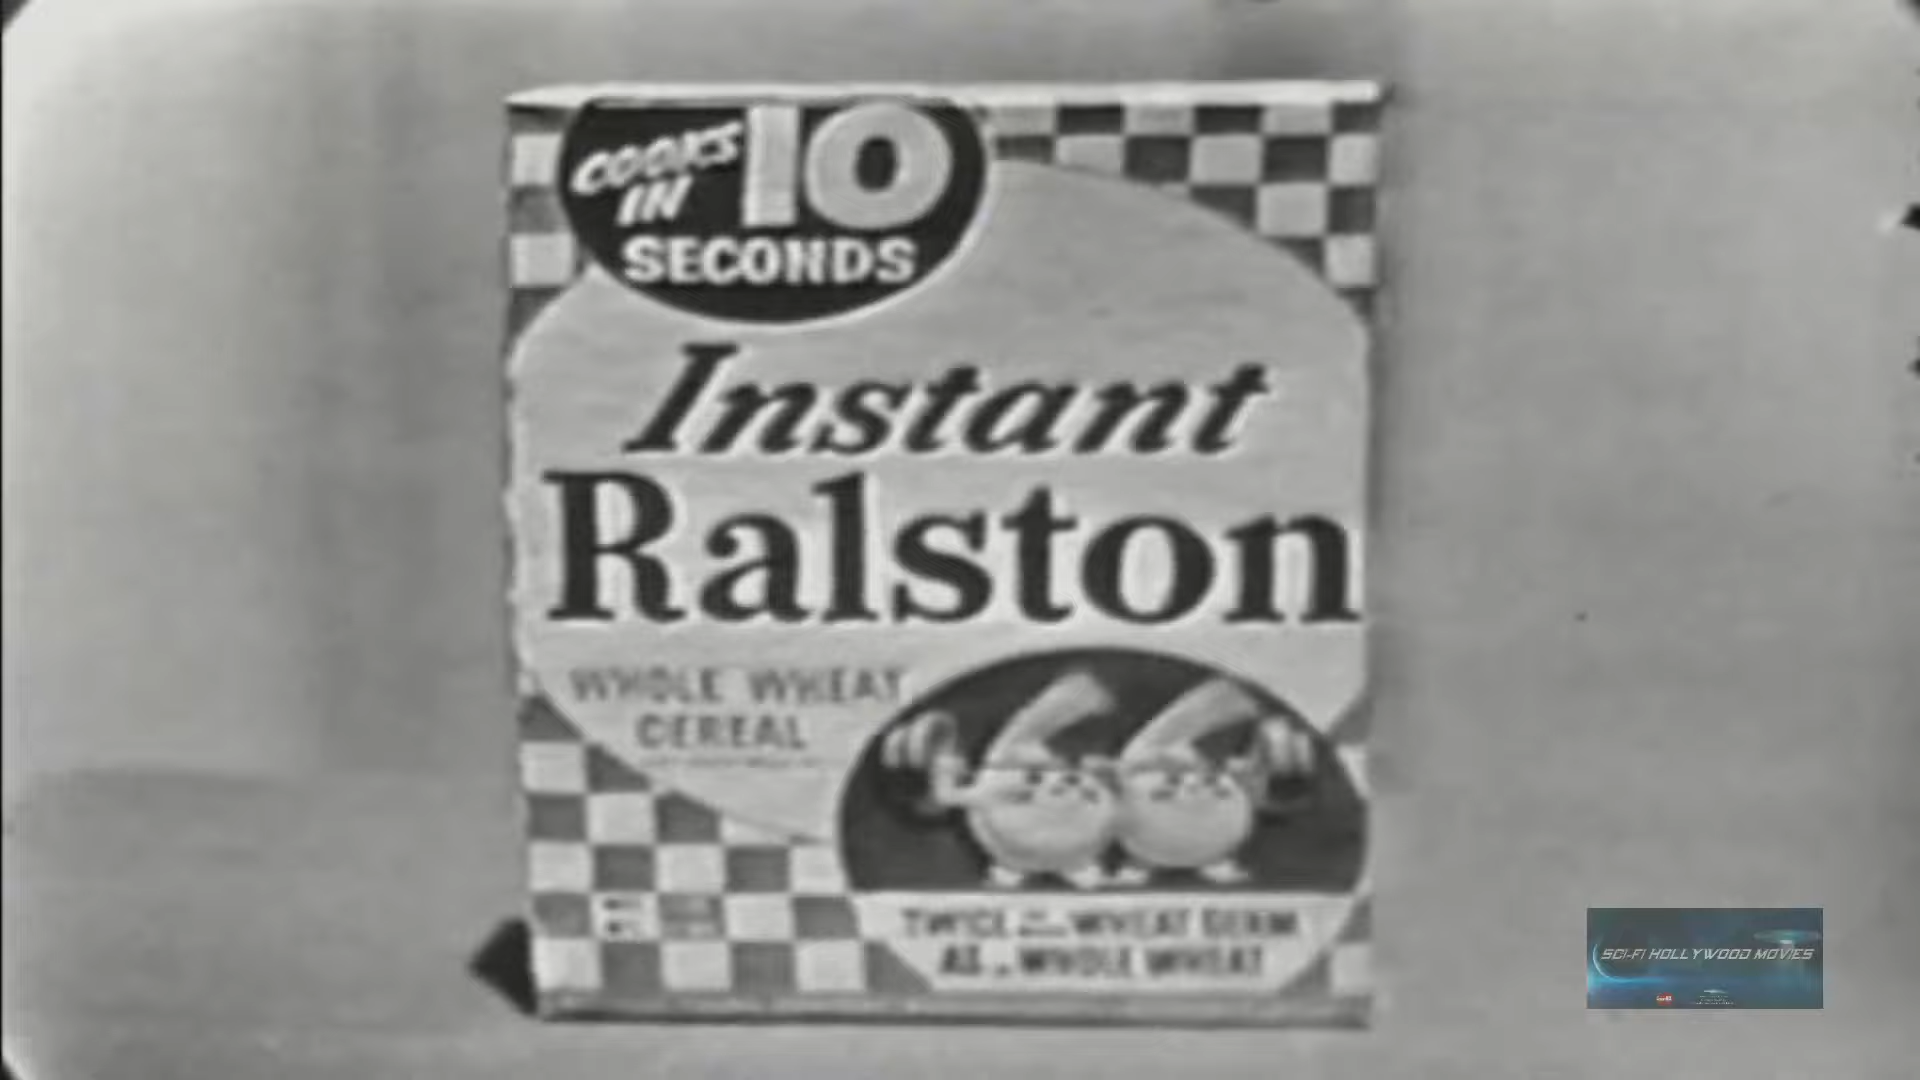 COOKS
IN 10
SECONDS
Instant
Ralston
WHOLE WHEAT
CEREAL
TWICE WHEAT GERM
AS WHOLE WHEAT
SCI-FI HOLLYWOOD MOVIES